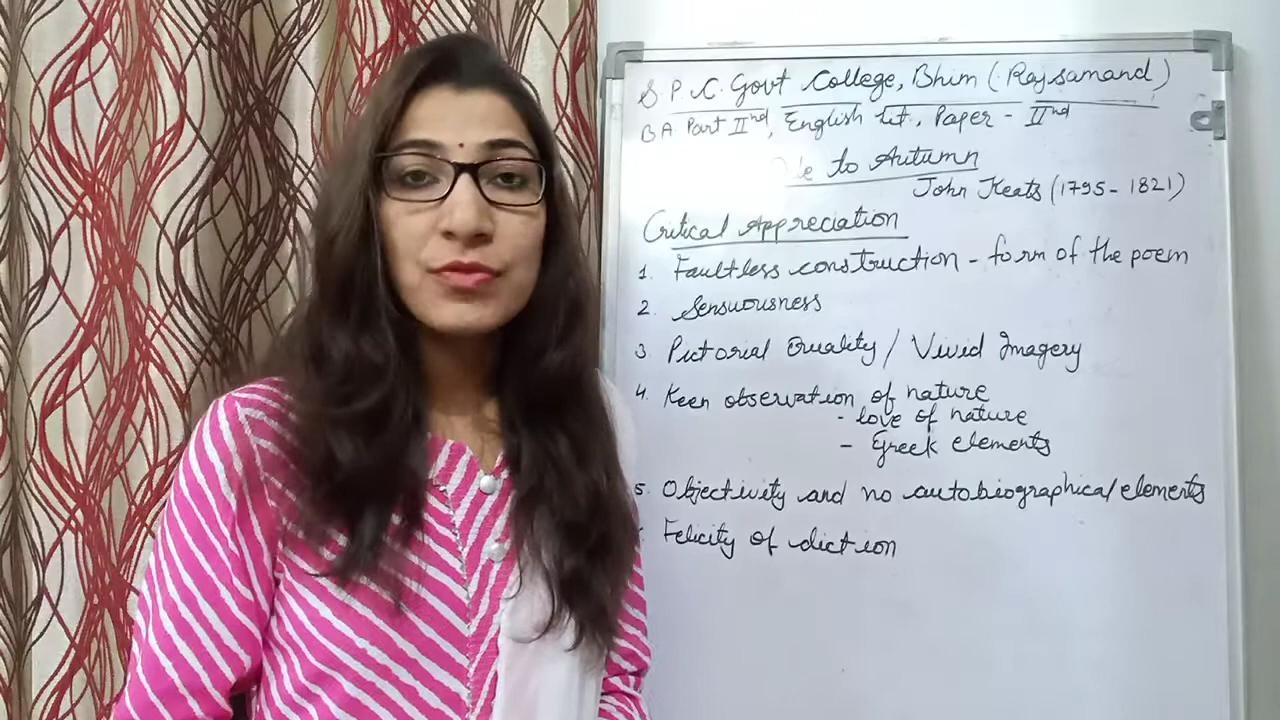 S. P. C. Govt College, Bhim (Rajsamand)
B A. Part IInd, English Lit., Paper - IInd
to Autumn
John Keats (1795 - 1821)
Critical Appreciation
1. Faultless construction - form of the poem
2. Sensuousness
3. Pictorial Quality / Vivid Imagery
4. Keen observation of nature
- love of nature
- Greek elements
5. Objectivity and no autobiographical elements
Felicity of diction